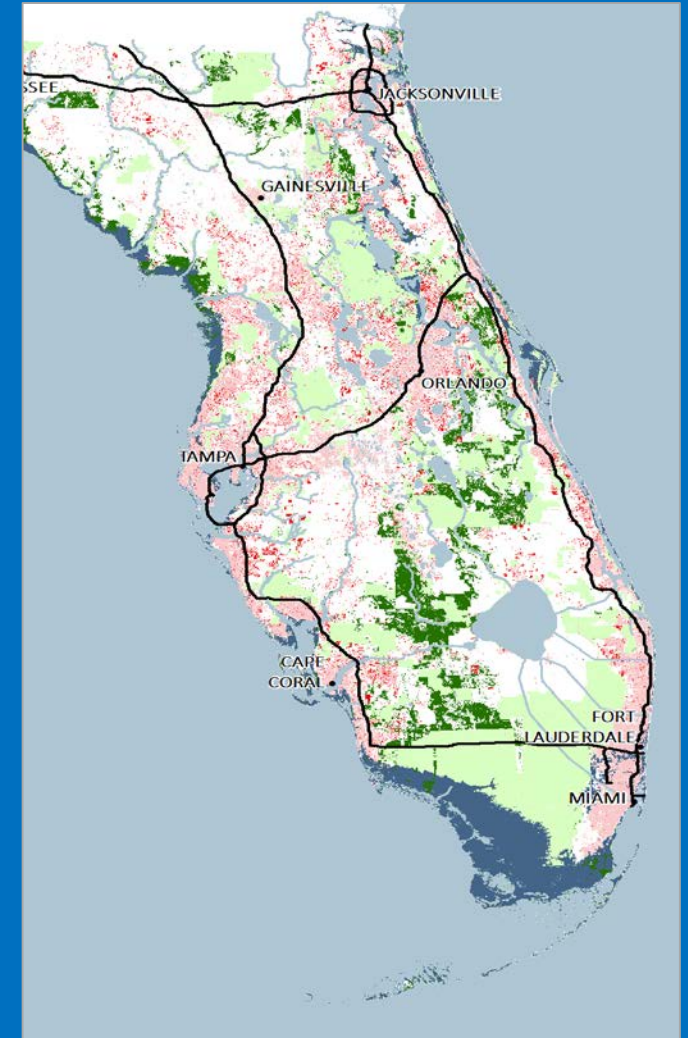 SSEE
JACKSONVILLE
GAINESVILLE
ORLANDO
TAMPA
CAPE
CORAL
FORT
LAUDERDALE
MIAMI